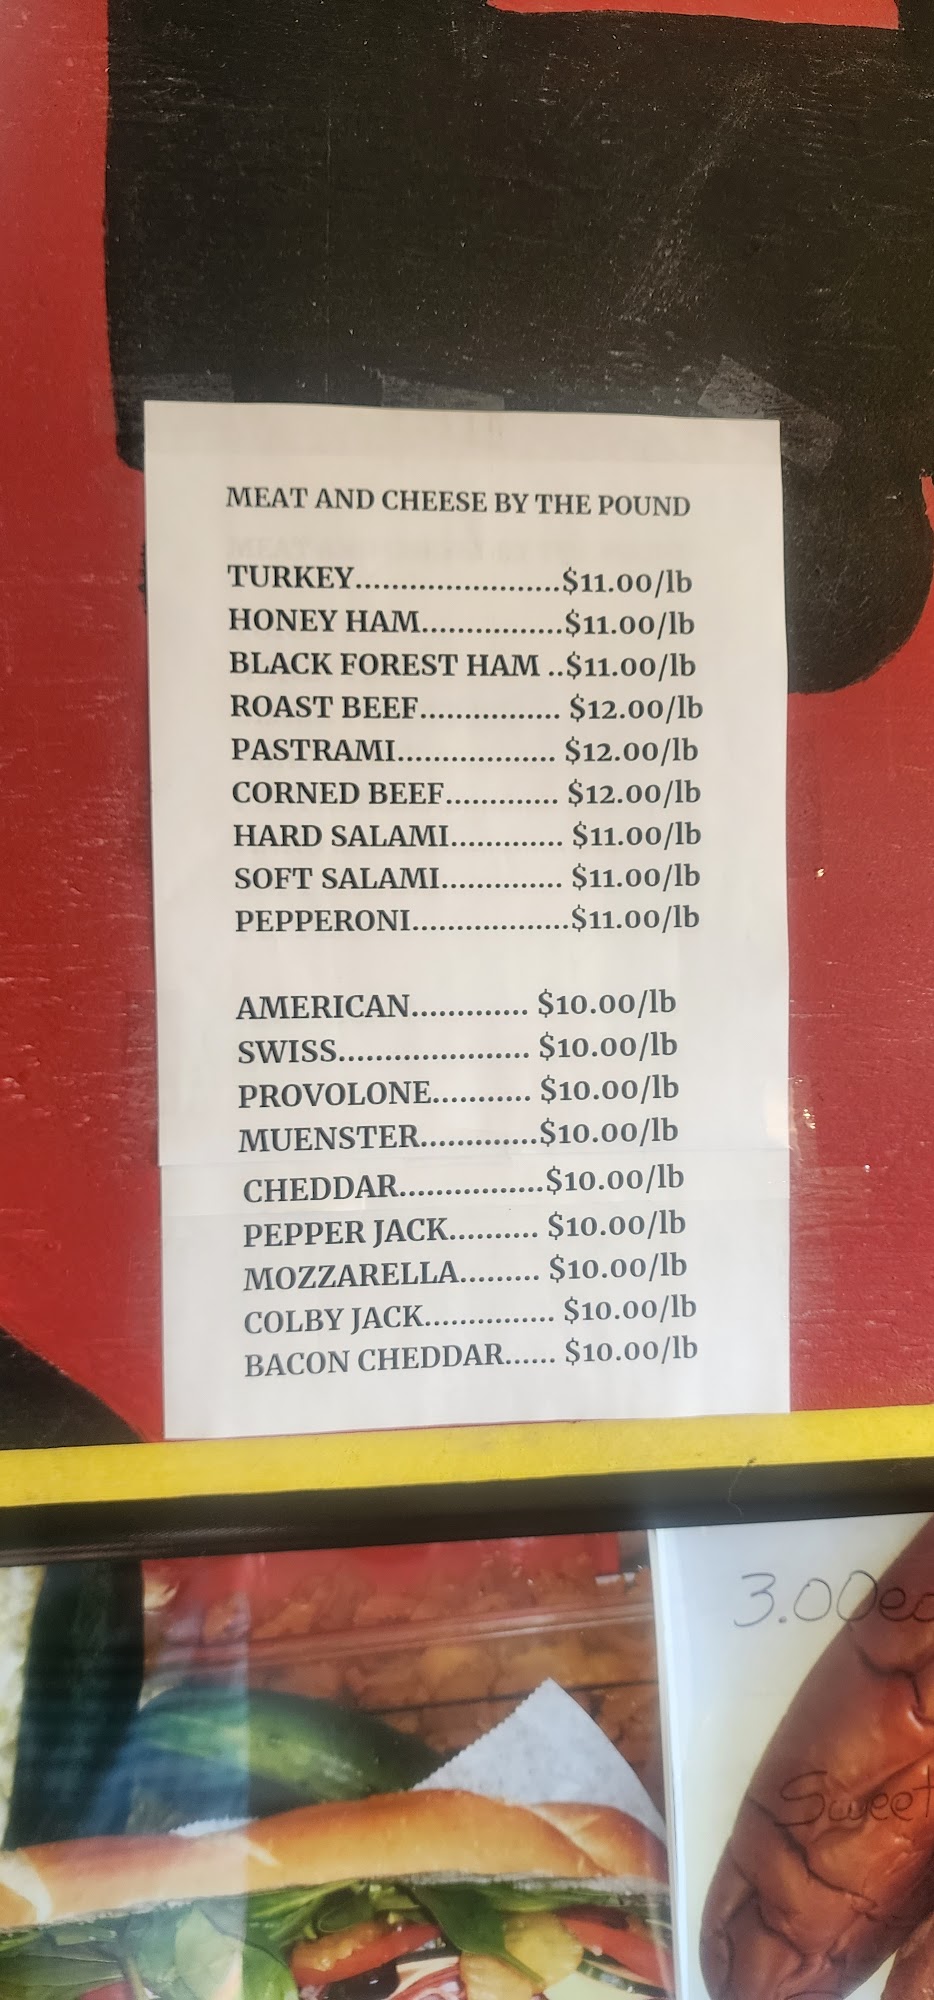 MEAT AND CHEESE BY THE POUND
TURKEY.........................$11.00/lb
HONEY HAM.................$11.00/lb
BLACK FOREST HAM ..$11.00/lb
ROAST BEEF................. $12.00/lb
PASTRAMI................... $12.00/lb
CORNED BEEF............. $12.00/lb
HARD SALAMI............. $11.00/lb
SOFT SALAMI.............. $11.00/lb
PEPPERONI...................$11.00/lb
AMERICAN............. $10.00/lb
SWISS...................... $10.00/lb
PROVOLONE........... $10.00/lb
MUENSTER.............$10.00/lb
CHEDDAR.................$10.00/lb
PEPPER JACK.......... $10.00/lb
MOZZARELLA......... $10.00/lb
COLBY JACK............... $10.00/lb
BACON CHEDDAR...... $10.00/lb
3.00ea
Sweet